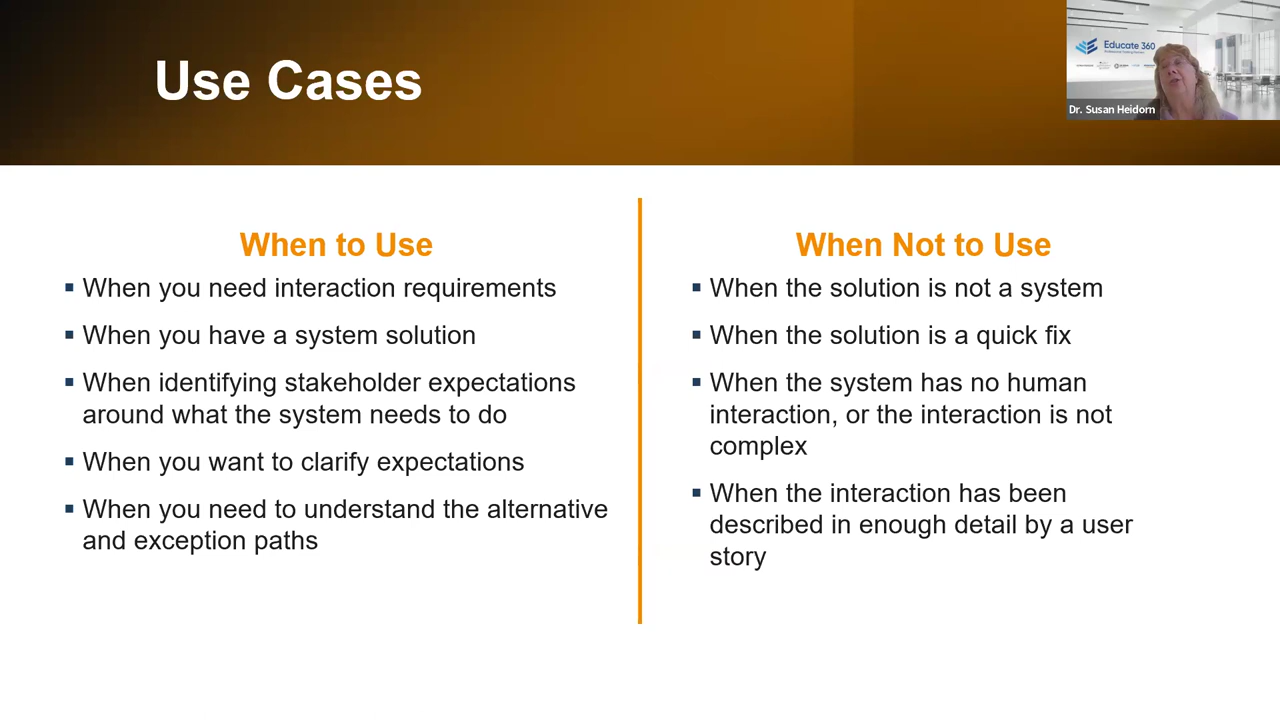 Use Cases
Educate 360
Dr. Susan Heidorn
When to Use
▪ When you need interaction requirements
▪ When you have a system solution
▪ When identifying stakeholder expectations
around what the system needs to do
▪ When you want to clarify expectations
▪ When you need to understand the alternative
and exception paths
When Not to Use
▪ When the solution is not a system
▪ When the solution is a quick fix
▪ When the system has no human
interaction, or the interaction is not
complex
▪ When the interaction has been
described in enough detail by a user
story